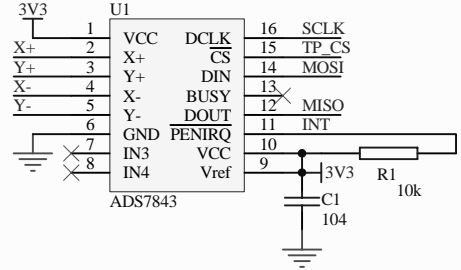 3V3 U1
1 VCC DCLK 16 SCLK
X+ 2 X+ CS 15 TP_CS
Y+ 3 Y+ DIN 14 MOSI
X- 4 X- BUSY 13
Y- 5 Y- DOUT 12 MISO
6 GND PENIRQ 11 INT
7 IN3 VCC 10
8 IN4 Vref 9 3V3 R1
10k
ADS7843 C1
104